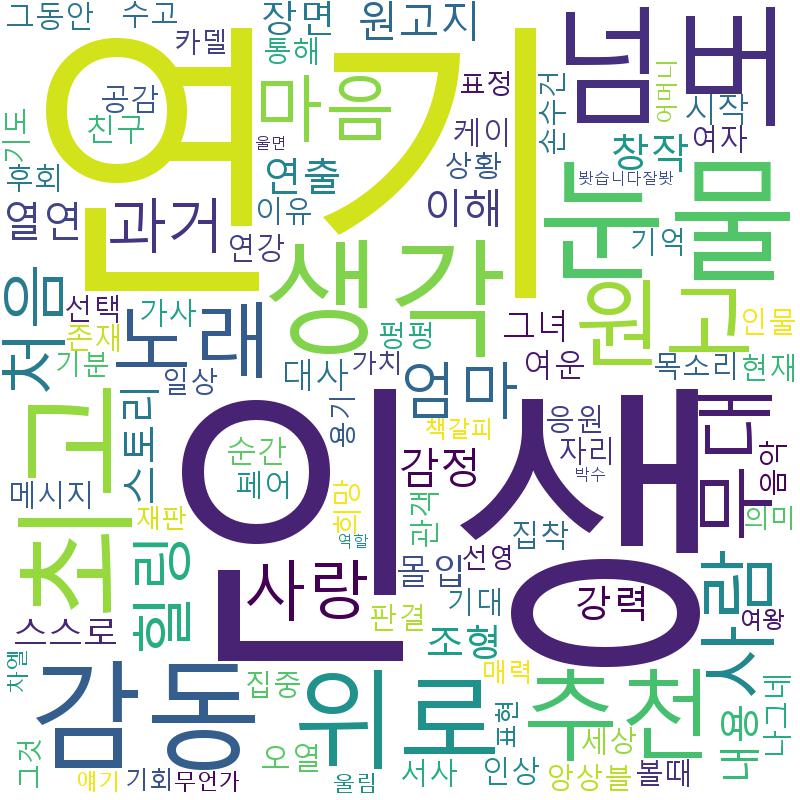 그동안
수고
카델
장면
원고지
통해
넘
또
연기
공감
친구
기도
마음
표정
순수건
어머니
시작
울면
케이
창작
여자
후회
연출
상황
봣습니다잘봣
열연
과거
이유
이해
눈물
연강
기억
처음
생각
원고
선택
가사
노래
그녀
인물
존재
펑펑
기분
일상
대사
가치
여운
목소리
현재
엄마
최고
스토리
인생
용기
책갈피
응원
무대
순간
감정
자리
음악
메시지
페어
박수
재판
희망
관객
의미
역할
집착
힐링
사랑
몰입
선영
사람
강력
스스로
판결
기대
여왕
조형
차엘
감동
집중
위로
매력
추천
표현
내용
나그네
그것
오열
세상
얘기
기회
무언가
울림
서사
인상
앙상블
볼때